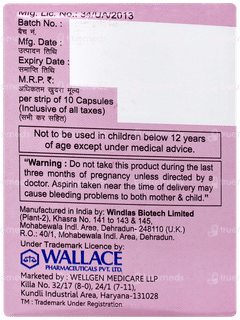 Mfg. Lic. No.: 34/UA/2013
Batch No. :
बैच नं.
Mfg. Date :
उत्पादन तिथि
Expiry Date :
समाप्ति तिथि
M.R.P. ₹:
अधिकतम खुदरा मूल्य
per strip of 10 Capsules
(Inclusive of all taxes)
(सभी कर सहित)
Not to be used in children below 12 years
of age except under medical advice.
"Warning : Do not take this product during the last
three months of pregnancy unless directed by a
doctor. Aspirin taken near the time of delivery may
cause bleeding problems to both mother & child."
Manufactured in India by: Windlas Biotech Limited
(Plant-2), Khasra No. 141 to 143 & 145,
Mohabewala Indl. Area, Dehradun- 248110 (U.K.)
R.O. 40/1, Mohabewala Indl. Area, Dehradun.
Under Trademark Licence by:
WALLACE
PHARMACEUTICALS PVT. LTD.
Marketed by : WELLGEN MEDICARE LLP
Killa No. 32/17 (8-0), 24/1 (7-11),
Kundli Industrial Area, Haryana-131028
TM : Trademark Under Registration